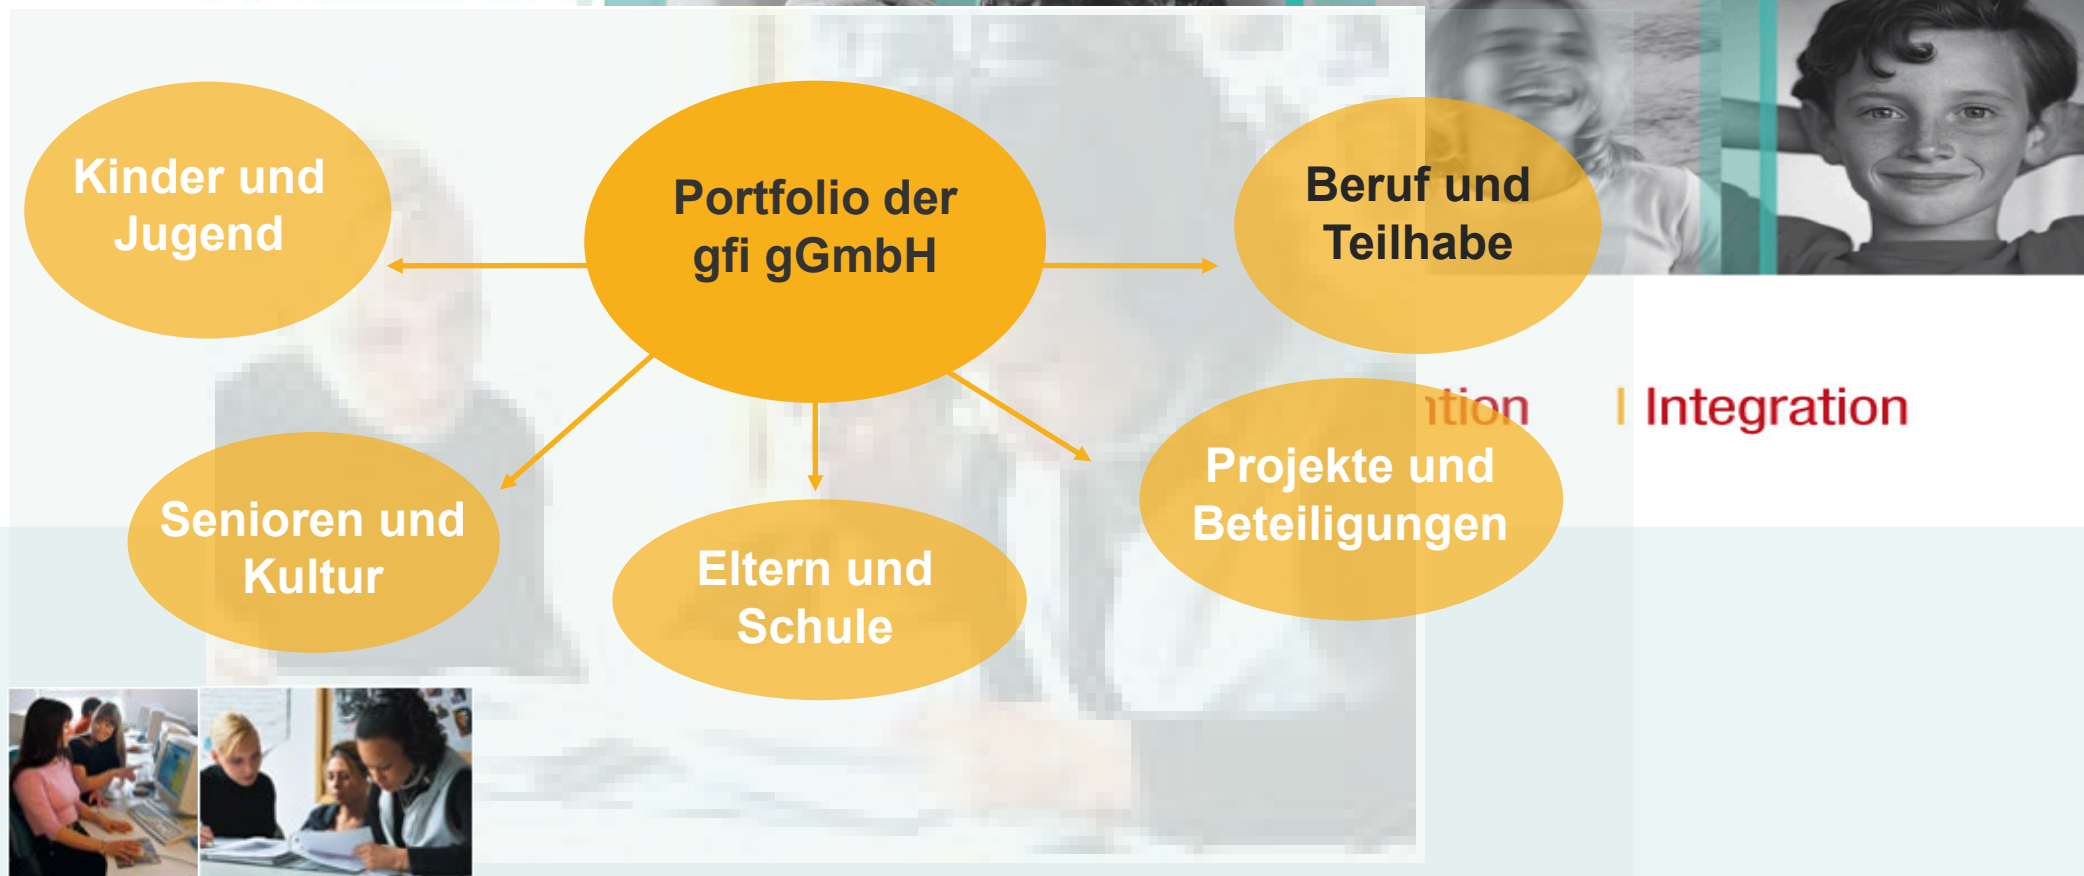 Kinder und
Jugend
Portfolio der
gfi gGmbH
Beruf und
Teilhabe
| Integration
Senioren und
Kultur
Eltern und
Schule
Projekte und
Beteiligungen